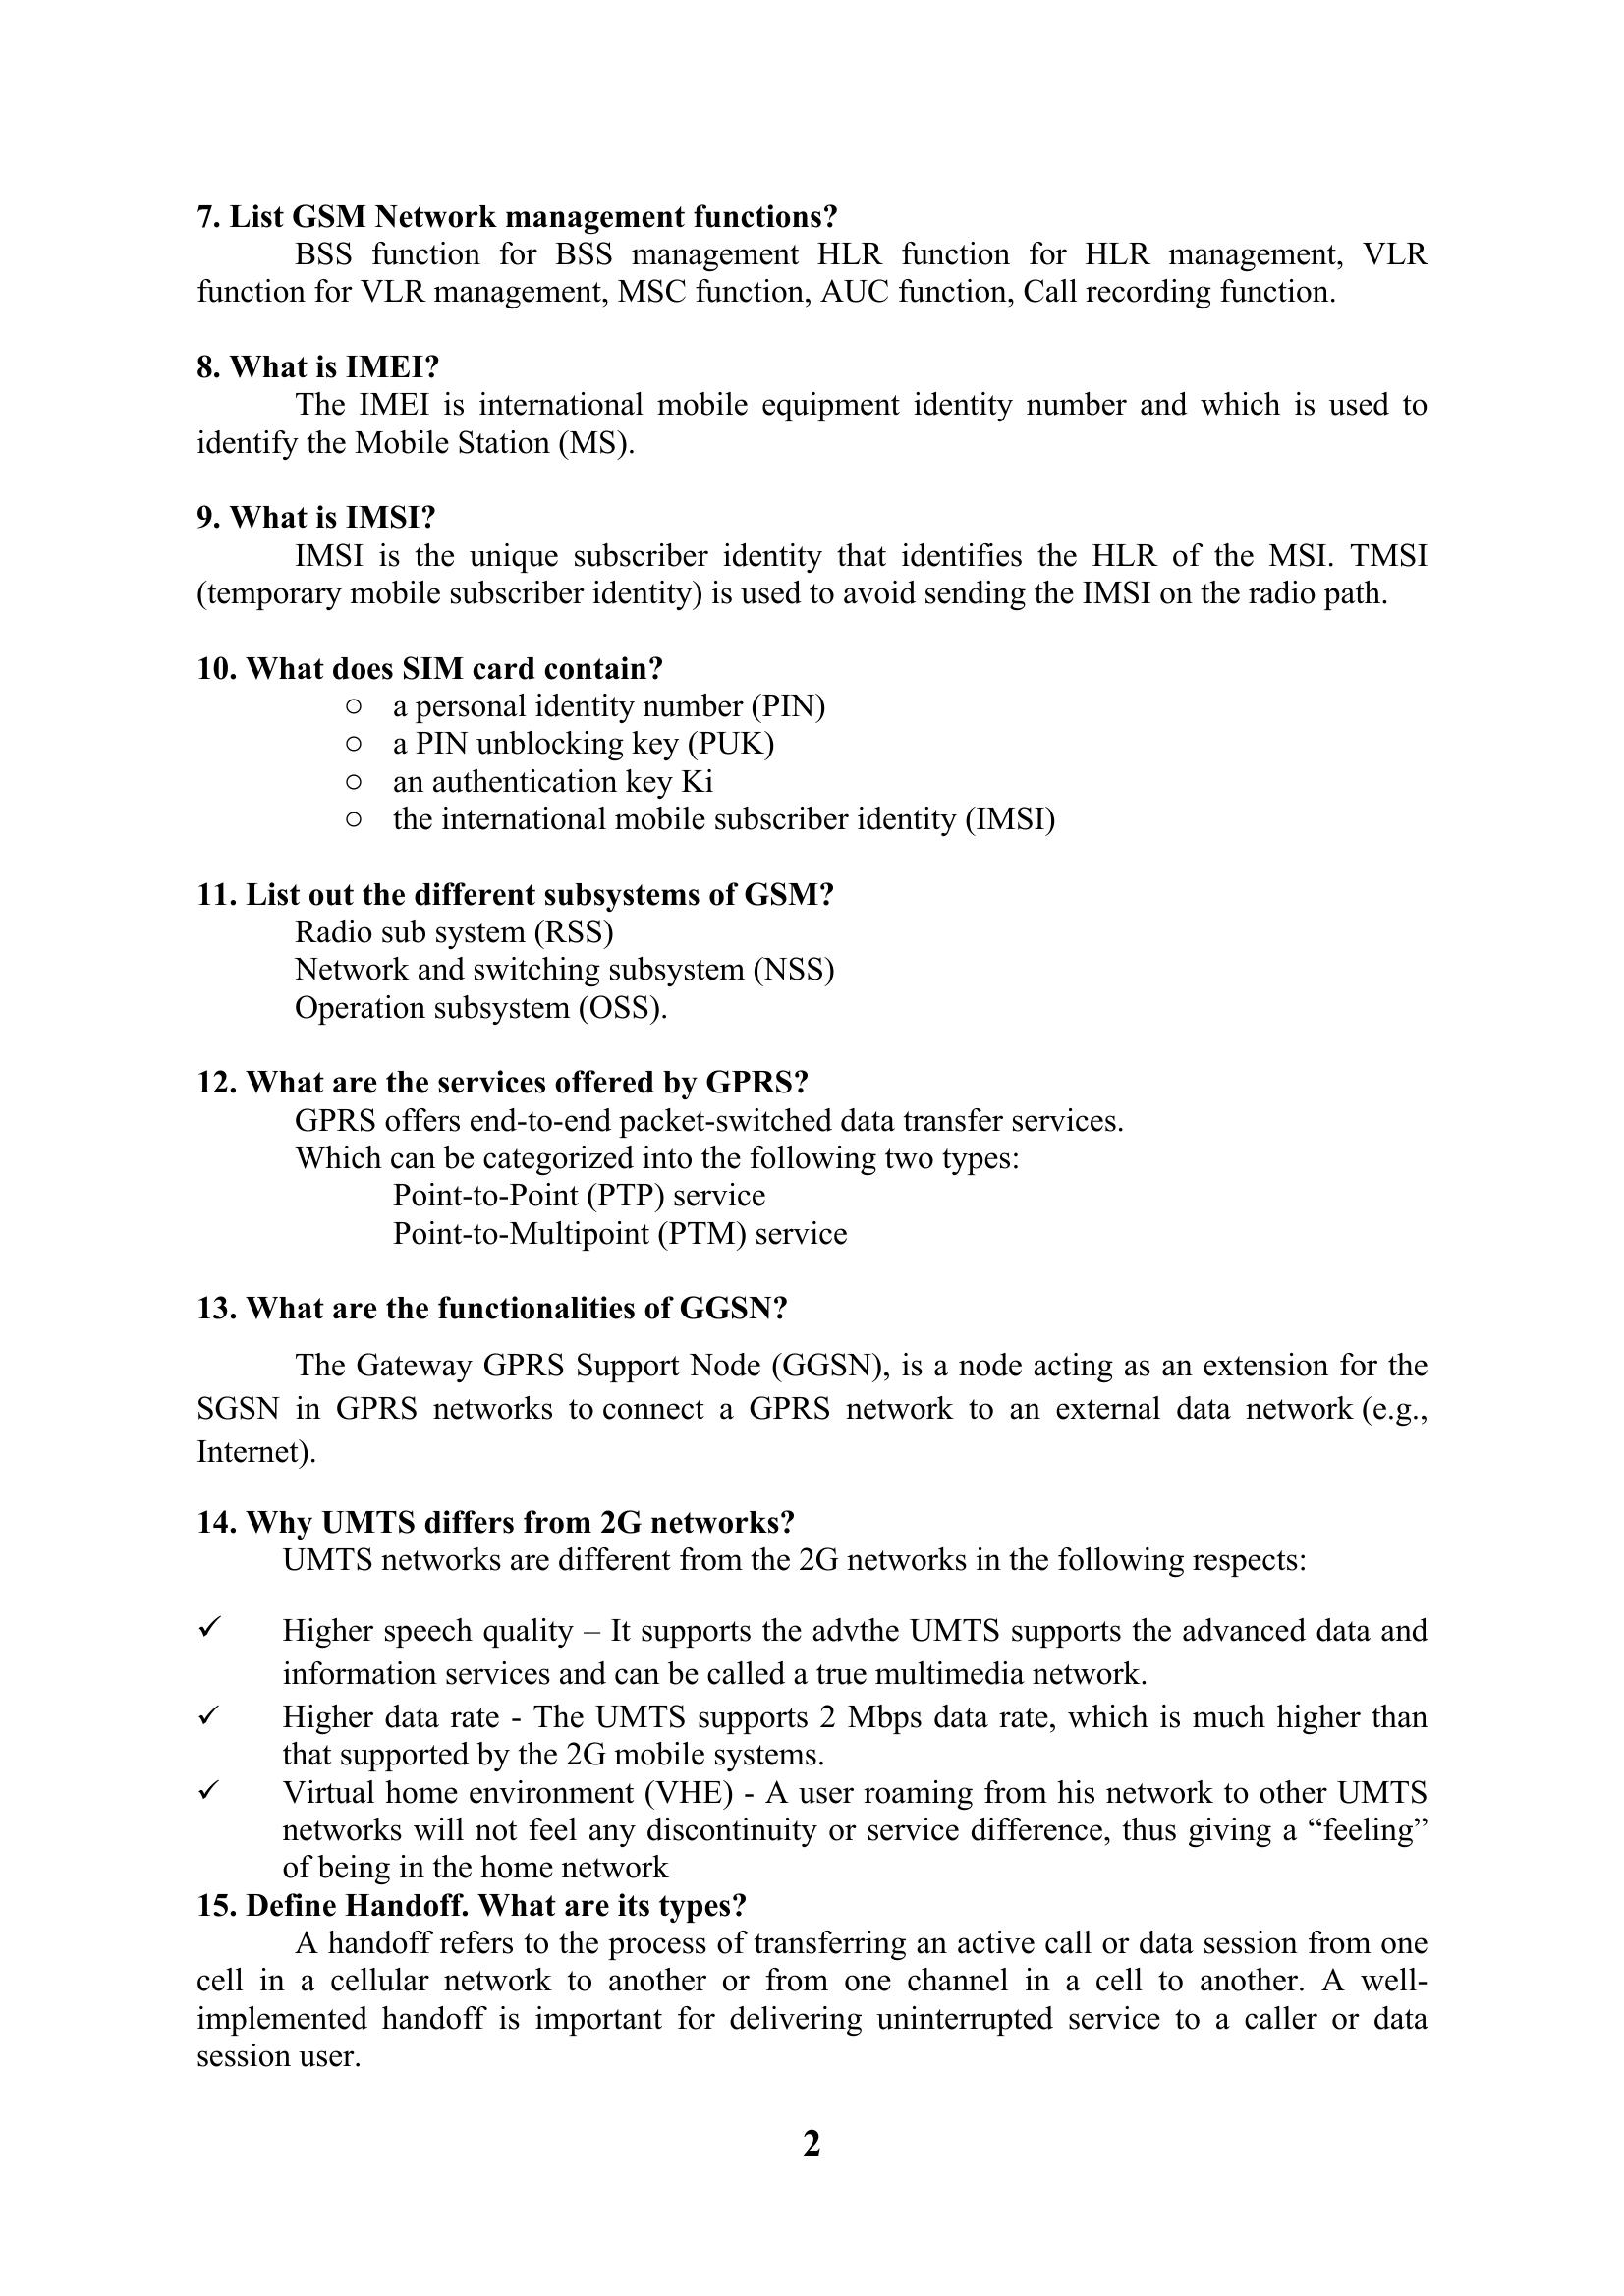 7. List GSM Network management functions?
BSS function for BSS management HLR function for HLR management, VLR
function for VLR management, MSC function, AUC function, Call recording function.
8. What is IMEI?
The IMEI is international mobile equipment identity number and which is used to
identify the Mobile Station (MS).
9. What is IMSI?
IMSI is the unique subscriber identity that identifies the HLR of the MSI. TMSI
(temporary mobile subscriber identity) is used to avoid sending the IMSI on the radio path.
10. What does SIM card contain?
○ a personal identity number (PIN)
○ a PIN unblocking key (PUK)
○ an authentication key Ki
○ the international mobile subscriber identity (IMSI)
11. List out the different subsystems of GSM?
Radio sub system (RSS)
Network and switching subsystem (NSS)
Operation subsystem (OSS).
12. What are the services offered by GPRS?
GPRS offers end-to-end packet-switched data transfer services.
Which can be categorized into the following two types:
Point-to-Point (PTP) service
Point-to-Multipoint (PTM) service
13. What are the functionalities of GGSN?
The Gateway GPRS Support Node (GGSN), is a node acting as an extension for the
SGSN in GPRS networks to connect a GPRS network to an external data network (e.g.,
Internet).
14. Why UMTS differs from 2G networks?
UMTS networks are different from the 2G networks in the following respects:
✓ Higher speech quality – It supports the advthe UMTS supports the advanced data and
information services and can be called a true multimedia network.
✓ Higher data rate - The UMTS supports 2 Mbps data rate, which is much higher than
that supported by the 2G mobile systems.
✓ Virtual home environment (VHE) - A user roaming from his network to other UMTS
networks will not feel any discontinuity or service difference, thus giving a “feeling”
of being in the home network
15. Define Handoff. What are its types?
A handoff refers to the process of transferring an active call or data session from one
cell in a cellular network to another or from one channel in a cell to another. A well-
implemented handoff is important for delivering uninterrupted service to a caller or data
session user.
2